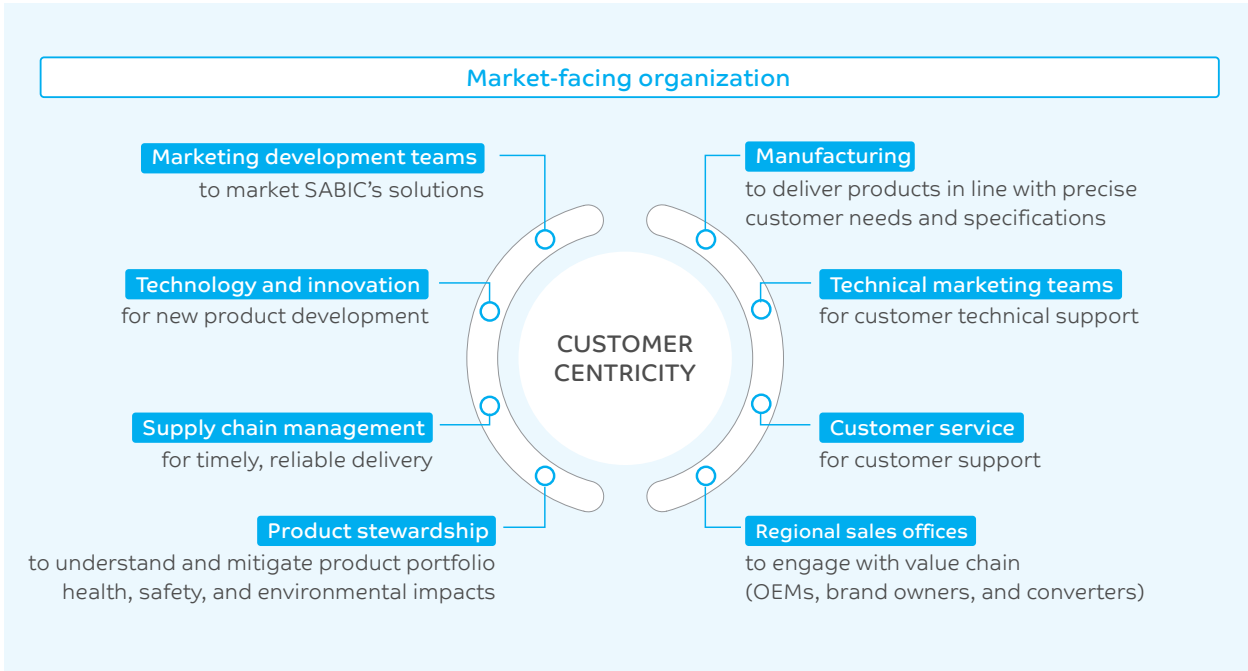 Market-facing organization
Marketing development teams
to market SABIC's solutions
Technology and innovation
for new product development
Supply chain management
for timely, reliable delivery
Product stewardship
to understand and mitigate product portfolio
health, safety, and environmental impacts
CUSTOMER
CENTRICITY
Manufacturing
to deliver products in line with precise
customer needs and specifications
Technical marketing teams
for customer technical support
Customer service
for customer support
Regional sales offices
to engage with value chain
(OEMs, brand owners, and converters)